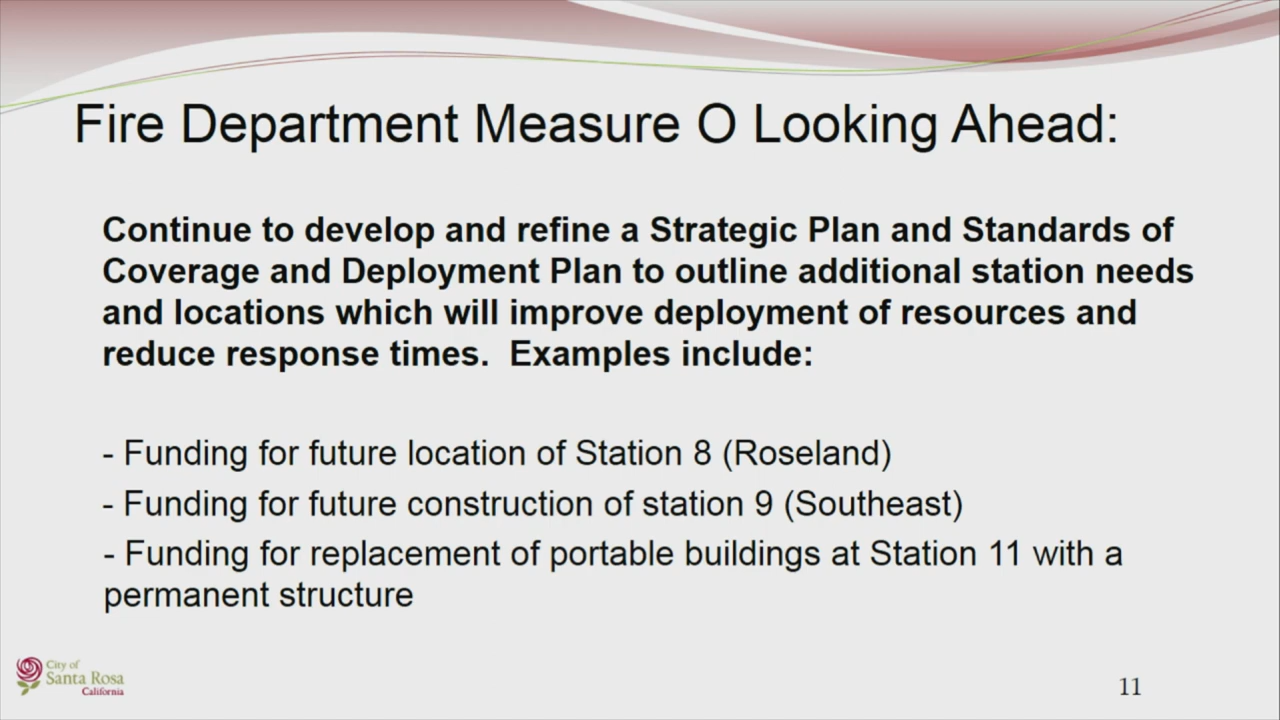 Fire Department Measure O Looking Ahead:
Continue to develop and refine a Strategic Plan and Standards of
Coverage and Deployment Plan to outline additional station needs
and locations which will improve deployment of resources and
reduce response times.  Examples include:
- Funding for future location of Station 8 (Roseland)
- Funding for future construction of station 9 (Southeast)
- Funding for replacement of portable buildings at Station 11 with a
permanent structure
City of
Santa Rosa
California
11